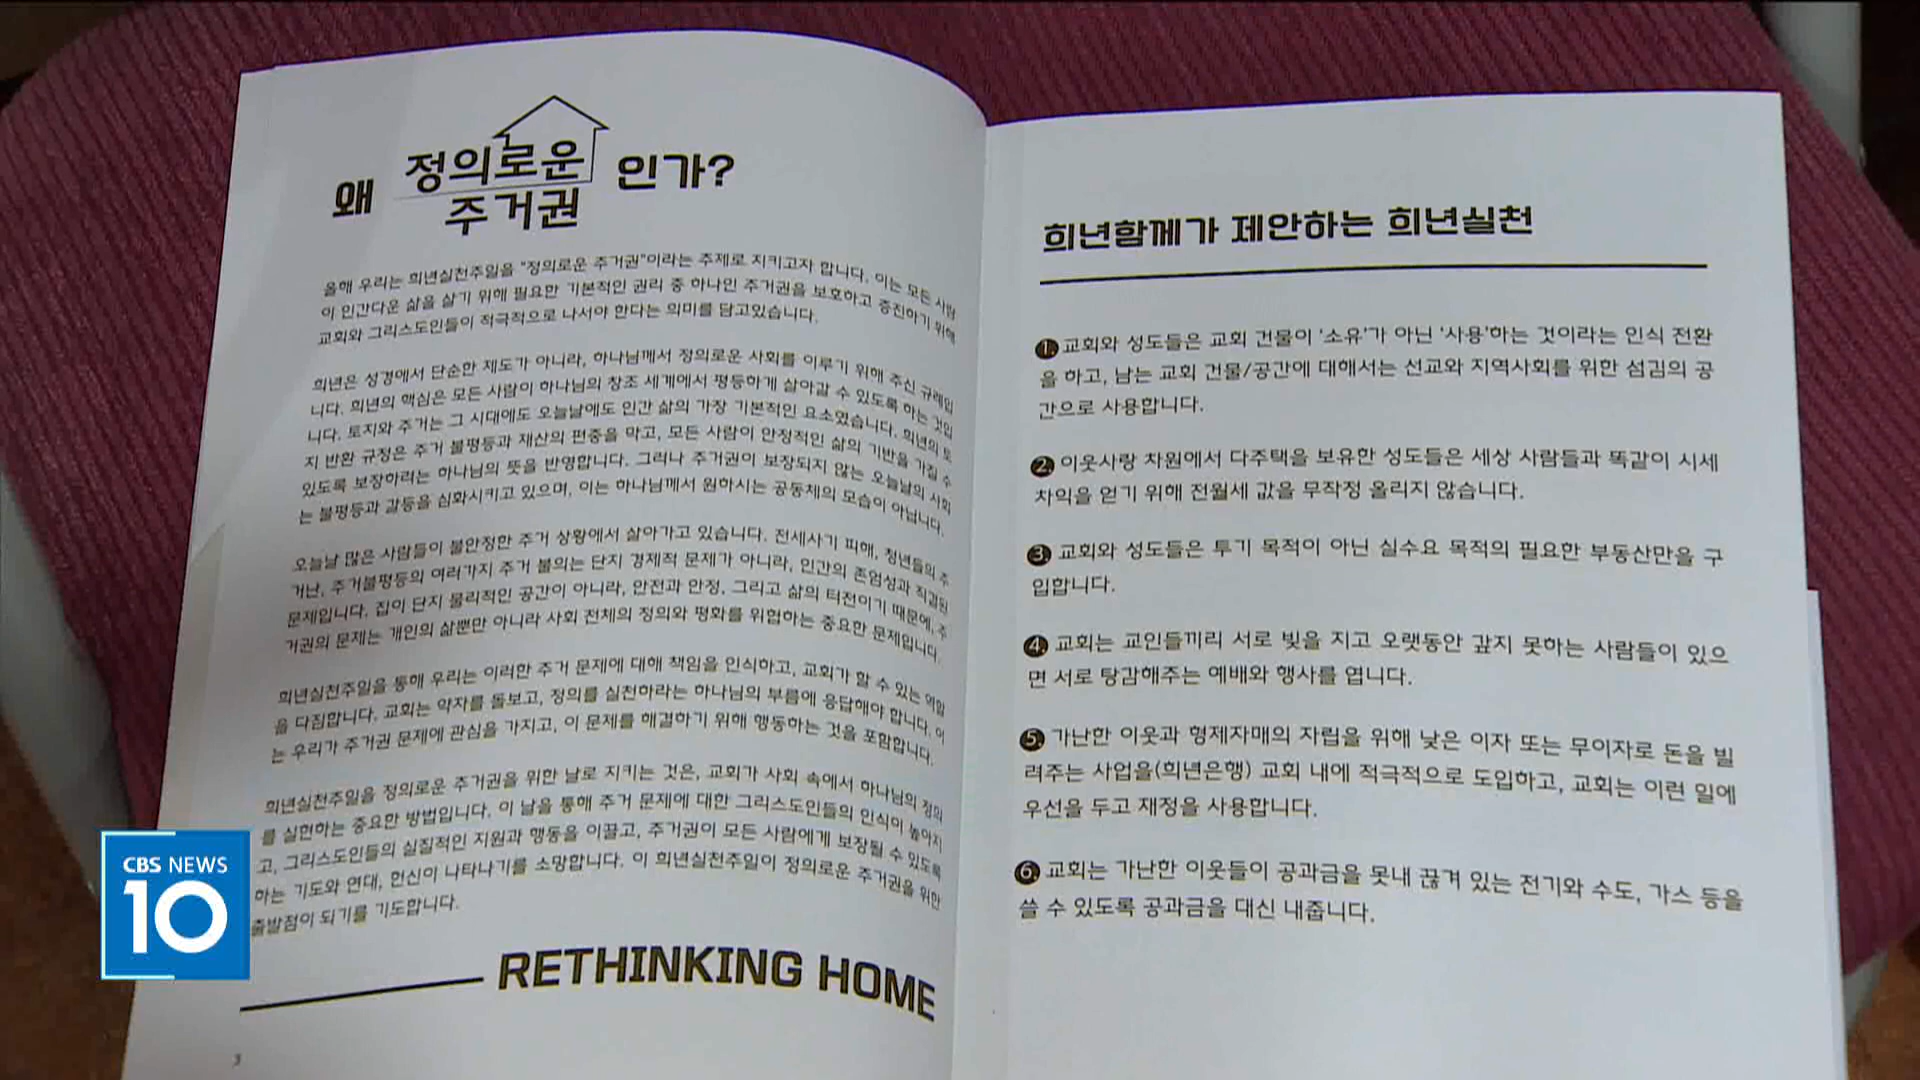 왜 정의로운 주거권 인가?
올해 우리는 희년실천주일을 "정의로운 주거권"이라는 주제로 지키고자 합니다. 이는 모든 사람
이 인간다운 삶을 살기 위해 필요한 기본적인 권리 중 하나인 주거권을 보호하고 증진하기 위해
교회와 그리스도인들이 적극적으로 나서야 한다는 의미를 담고있습니다.
희년은 성경에서 단순한 제도가 아니라, 하나님께서 정의로운 사회를 이루기 위해 주신 규례입
니다. 희년의 핵심은 모든 사람이 하나님의 창조 세계에서 평등하게 살아갈 수 있도록 하는 것입
니다. 토지와 주거는 그 시대에도 오늘날에도 인간 삶의 가장 기본적인 요소였습니다. 희년의 토
지 반환 규정은 주거 불평등과 재산의 편중을 막고, 모든 사람이 안정적인 삶의 기반을 가질 수
있도록 보장하려는 하나님의 뜻을 반영합니다. 그러나 주거권이 보장되지 않는 오늘날의 사회
는 불평등과 갈등을 심화시키고 있으며, 이는 하나님께서 원하시는 공동체의 모습이 아닙니다.
오늘날 많은 사람들이 불안정한 주거 상황에서 살아가고 있습니다. 전세사기 피해, 청년들의 주
거난, 주거불평등의 여러가지 주거 불의는 단지 경제적 문제가 아니라, 인간의 존엄성과 직결된
문제입니다. 집이 단지 물리적인 공간이 아니라, 안전과 안정, 그리고 삶의 터전이기 때문에, 주
거권의 문제는 개인의 삶뿐만 아니라 사회 전체의 정의와 평화를 위협하는 중요한 문제입니다.
희년실천주일을 통해 우리는 이러한 주거 문제에 대해 책임을 인식하고, 교회가 할 수 있는 역할
을 다짐합니다. 교회는 약자를 돌보고, 정의를 실천하라는 하나님의 부름에 응답해야 합니다. 이
는 우리가 주거권 문제에 관심을 가지고, 이 문제를 해결하기 위해 행동하는 것을 포함합니다.
희년실천주일을 정의로운 주거권을 위한 날로 지키는 것은, 교회가 사회 속에서 하나님의 정의
를 실현하는 중요한 방법입니다. 이 날을 통해 주거 문제에 대한 그리스도인들의 인식이 높아지
고, 그리스도인들의 실질적인 지원과 행동을 이끌고, 주거권이 모든 사람에게 보장될 수 있도록
하는 기도와 연대, 헌신이 나타나기를 소망합니다. 이 희년실천주일이 정의로운 주거권을 위한
출발점이 되기를 기도합니다.
RETHINKING HOME
3
희년함께가 제안하는 희년실천
1. 교회와 성도들은 교회 건물이 '소유'가 아닌 '사용'하는 것이라는 인식 전환
을 하고, 남는 교회 건물/공간에 대해서는 선교와 지역사회를 위한 섬김의 공
간으로 사용합니다.
2. 이웃사랑 차원에서 다주택을 보유한 성도들은 세상 사람들과 똑같이 시세
차익을 얻기 위해 전월세 값을 무작정 올리지 않습니다.
3. 교회와 성도들은 투기 목적이 아닌 실수요 목적의 필요한 부동산만을 구
입합니다.
4. 교회는 교인들끼리 서로 빚을 지고 오랫동안 갚지 못하는 사람들이 있으
면 서로 탕감해주는 예배와 행사를 엽니다.
5. 가난한 이웃과 형제자매의 자립을 위해 낮은 이자 또는 무이자로 돈을 빌
려주는 사업을(희년은행) 교회 내에 적극적으로 도입하고, 교회는 이런 일에
우선을 두고 재정을 사용합니다.
6. 교회는 가난한 이웃들이 공과금을 못내 끊겨 있는 전기와 수도, 가스 등을
쓸 수 있도록 공과금을 대신 내줍니다.
CBS NEWS
10